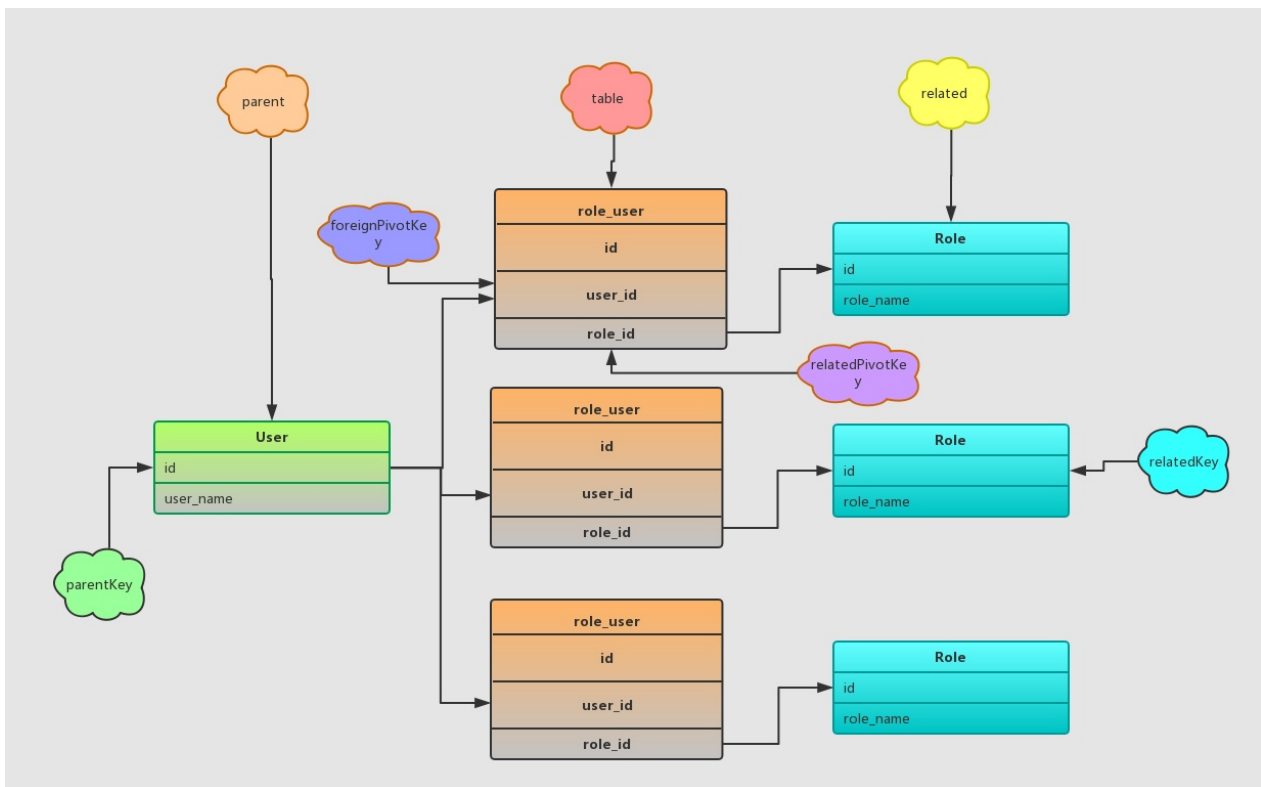 parent
table
related
foreignPivotKe
y
role_user
id
user_id
role_id
Role
id
role_name
relatedPivotKe
y
User
id
user_name
parentKey
role_user
id
user_id
role_id
Role
id
role_name
relatedKey
role_user
id
user_id
role_id
Role
id
role_name